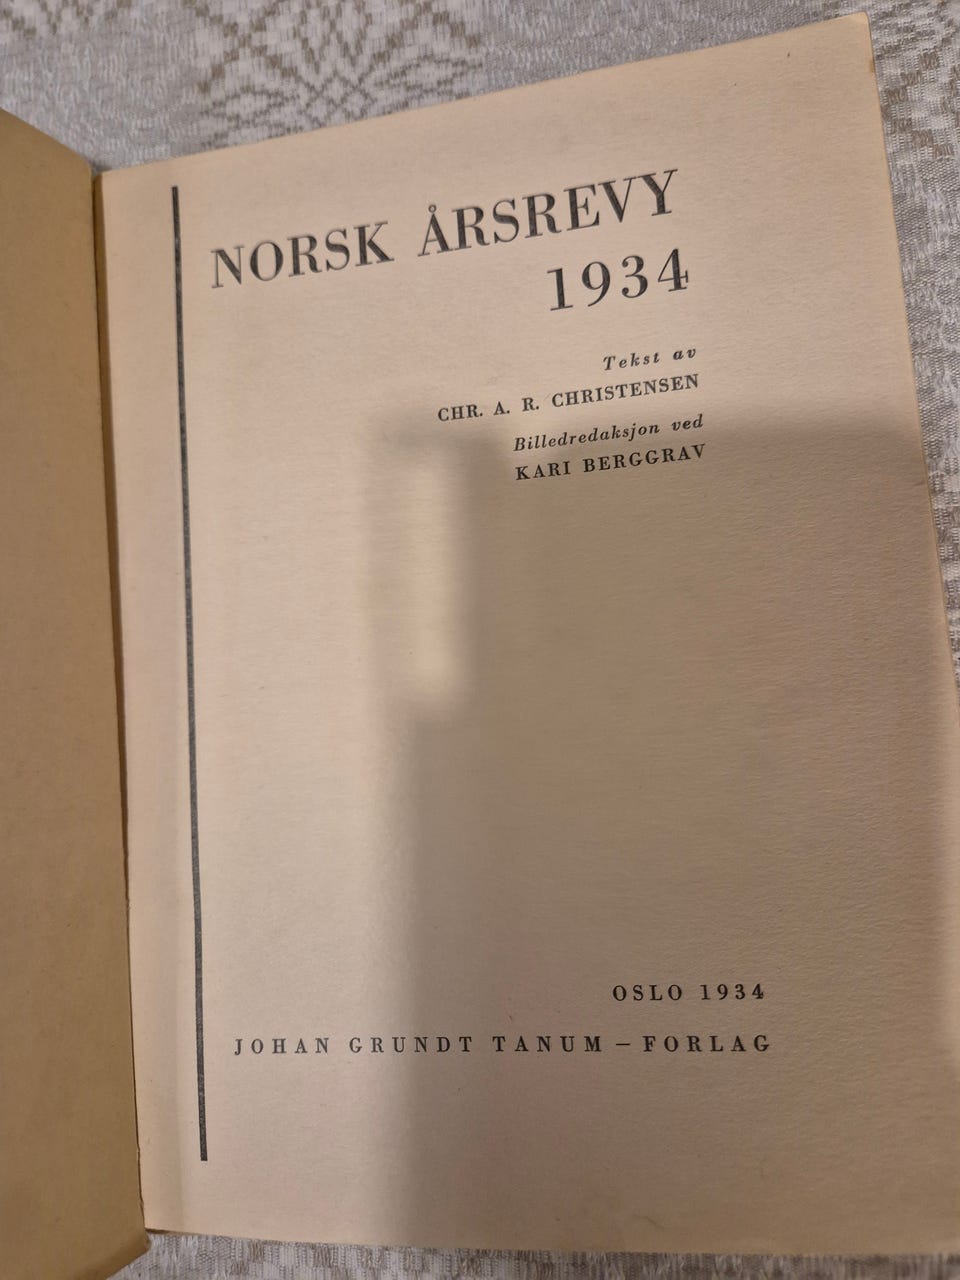 NORSK ÅRSREVY
1934
Tekst av
CHR. A. R. CHRISTENSEN
Billedredaksjon ved
KARI BERGGRAV
OSLO 1934
JOHAN GRUNDT TANUM – FORLAG